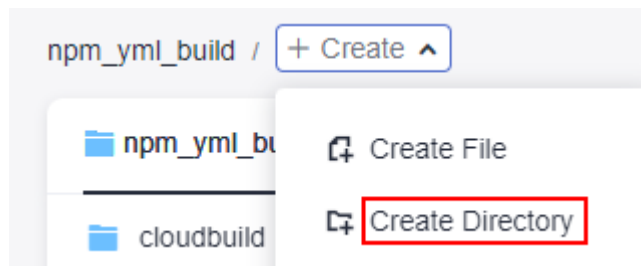 npm_yml_build / + Create
npm_yml_bu
Create File
Create Directory
cloudbuild